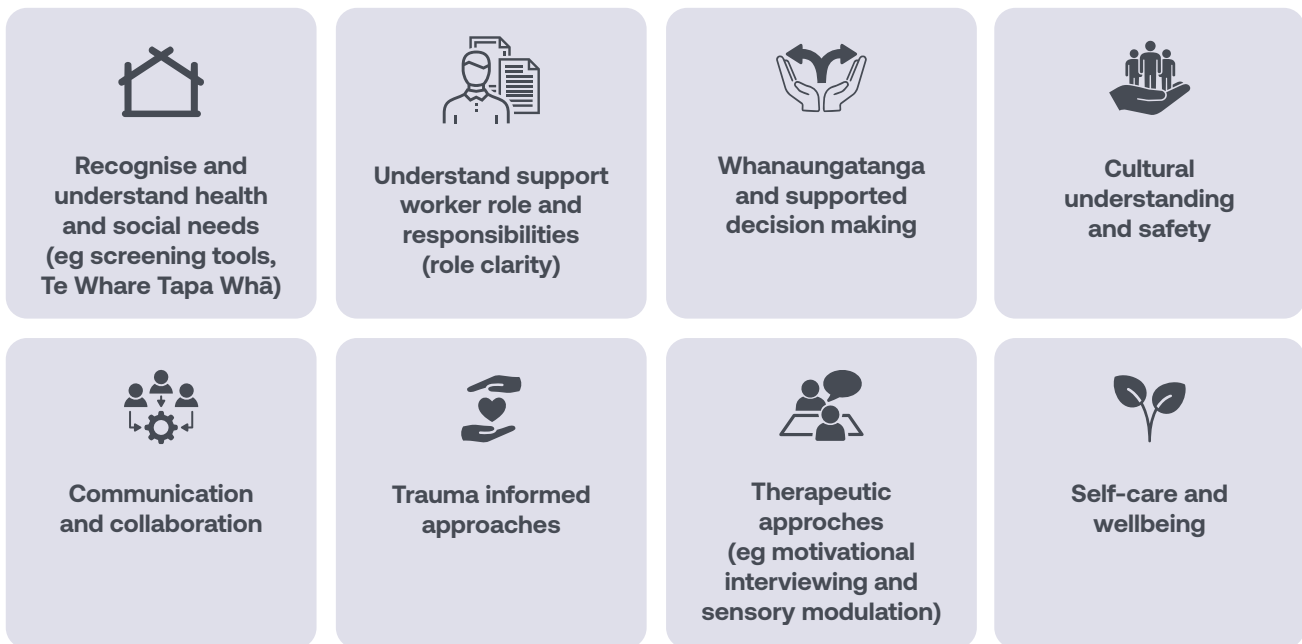 Recognise and
understand health
and social needs
(eg screening tools,
Te Whare Tapa Whā)
Understand support
worker role and
responsibilities
(role clarity)
Whanaungatanga
and supported
decision making
Cultural
understanding
and safety
Communication
and collaboration
Trauma informed
approaches
Therapeutic
approches
(eg motivational
interviewing and
sensory modulation)
Self-care and
wellbeing